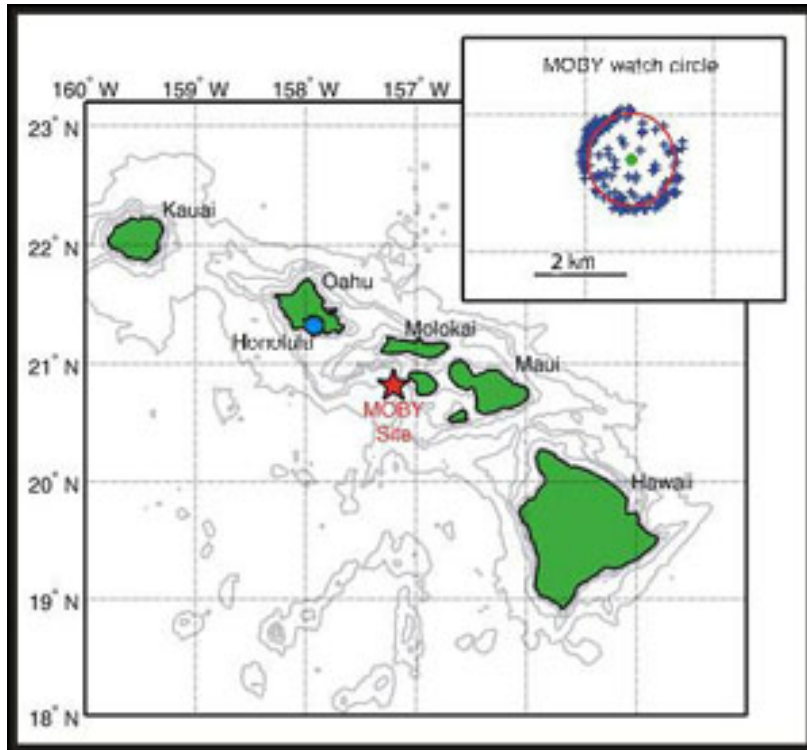 MOBY watch circle
2 km
160° W
159° W
158° W
157° W
23° N
22° N
21° N
20° N
19° N
18° N
Kauai
Oahu
Honolulu
Molokai
Maui
MOBY
Site
Hawaii